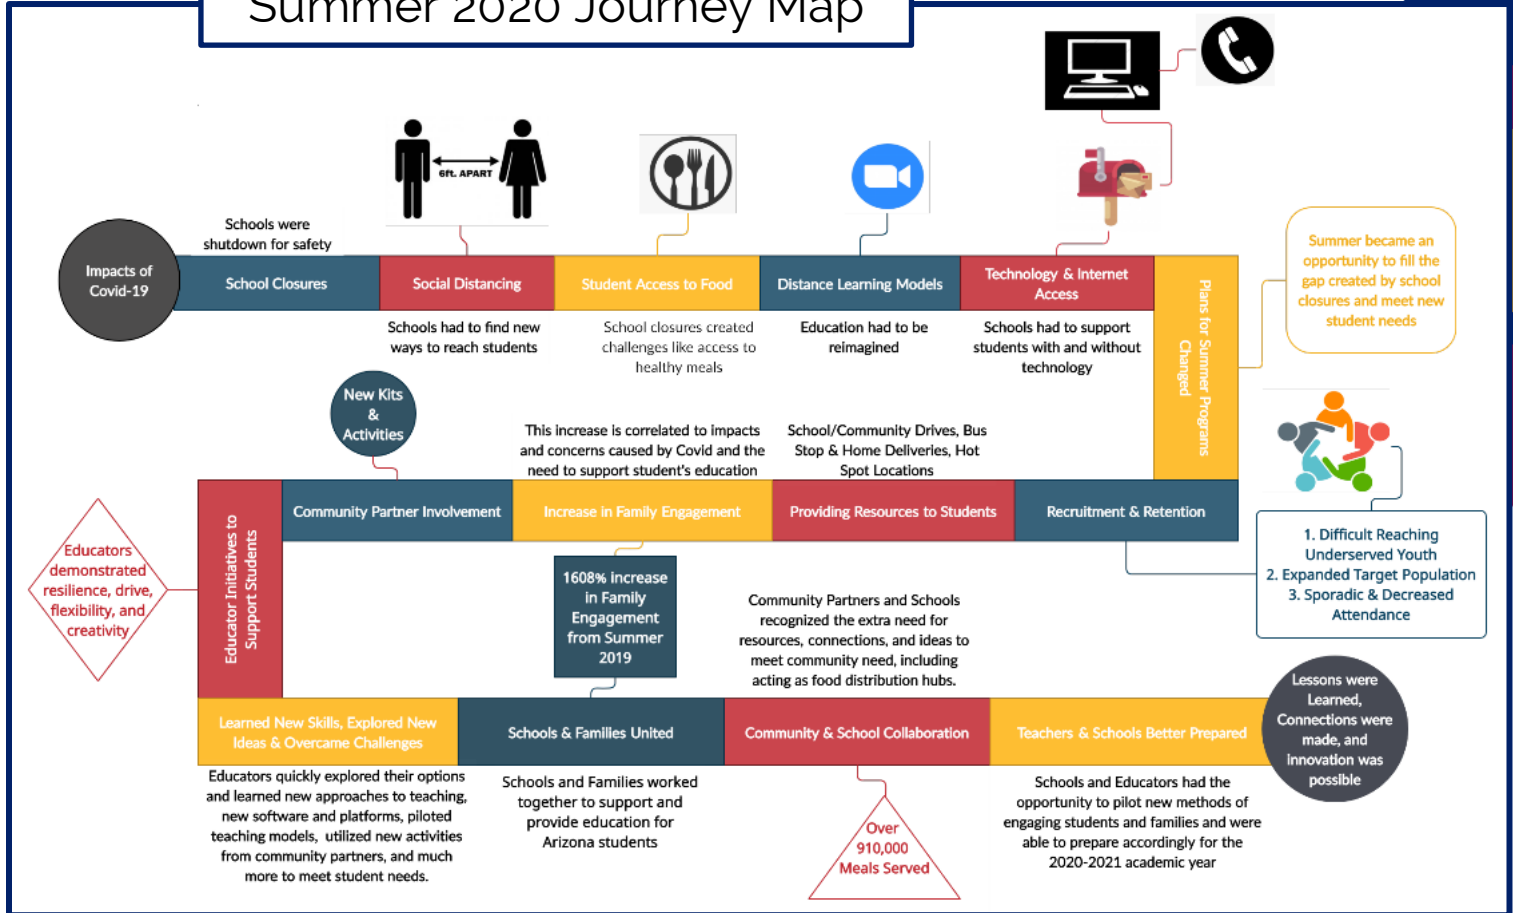 Summer 2020 Journey Map
6ft. APART
Impacts of
Covid-19
Schools were
shutdown for safety
School Closures
Social Distancing
Schools had to find new
ways to reach students
Student Access to Food
School closures created
challenges like access to
healthy meals
Distance Learning Models
Education had to be
reimagined
Technology & Internet
Access
Schools had to support
students with and without
technology
Plans for Summer Programs
Changed
Summer became an
opportunity to fill the
gap created by school
closures and meet new
student needs
Recruitment & Retention
1. Difficult Reaching
Underserved Youth
2. Expanded Target Population
3. Sporadic & Decreased
Attendance
School/Community Drives, Bus
Stop & Home Deliveries, Hot
Spot Locations
Providing Resources to Students
This increase is correlated to impacts
and concerns caused by Covid and the
need to support student's education
Increase in Family Engagement
1608% increase
in Family
Engagement
from Summer
2019
New Kits
&
Activities
Community Partner Involvement
Educator Initiatives to
Support Students
Educators
demonstrated
resilience, drive,
flexibility, and
creativity
Learned New Skills, Explored New
Ideas & Overcame Challenges
Educators quickly explored their options
and learned new approaches to teaching,
new software and platforms, piloted
teaching models, utilized new activities
from community partners, and much
more to meet student needs.
Schools & Families United
Schools and Families worked
together to support and
provide education for
Arizona students
Community Partners and Schools
recognized the extra need for
resources, connections, and ideas to
meet community need, including
acting as food distribution hubs.
Community & School Collaboration
Over
910,000
Meals Served
Teachers & Schools Better Prepared
Schools and Educators had the
opportunity to pilot new methods of
engaging students and families and were
able to prepare accordingly for the
2020-2021 academic year
Lessons were
Learned,
Connections were
made, and
innovation was
possible